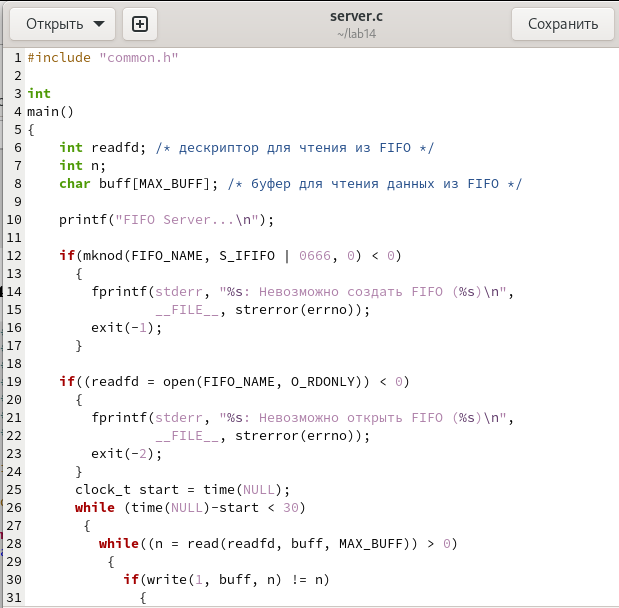 Открыть
server.c
~/lab14
Сохранить
1 #include "common.h"
2
3 int
4 main()
5 {
6     int readfd; /* дескриптор для чтения из FIFO */
7     int n;
8     char buff[MAX_BUFF]; /* буфер для чтения данных из FIFO */
9
10     printf("FIFO Server...\n");
11
12     if(mknod(FIFO_NAME, S_IFIFO | 0666, 0) < 0)
13       {
14         fprintf(stderr, "%s: Невозможно создать FIFO (%s)\n",
15                 __FILE__, strerror(errno));
16         exit(-1);
17       }
18
19     if((readfd = open(FIFO_NAME, O_RDONLY)) < 0)
20       {
21         fprintf(stderr, "%s: Невозможно открыть FIFO (%s)\n",
22                 __FILE__, strerror(errno));
23         exit(-2);
24       }
25       clock_t start = time(NULL);
26       while (time(NULL)-start < 30)
27        {
28          while((n = read(readfd, buff, MAX_BUFF)) > 0)
29           {
30             if(write(1, buff, n) != n)
31               {